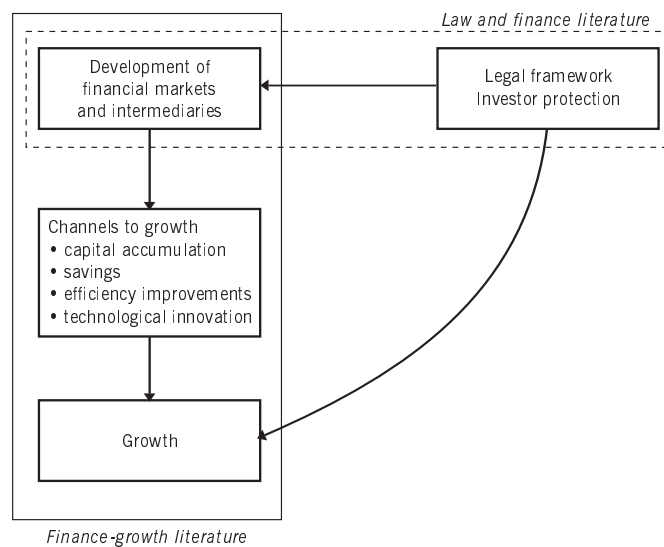 Law and finance literature
Development of
financial markets
and intermediaries
Legal framework
Investor protection
Channels to growth
• capital accumulation
• savings
• efficiency improvements
• technological innovation
Growth
Finance-growth literature